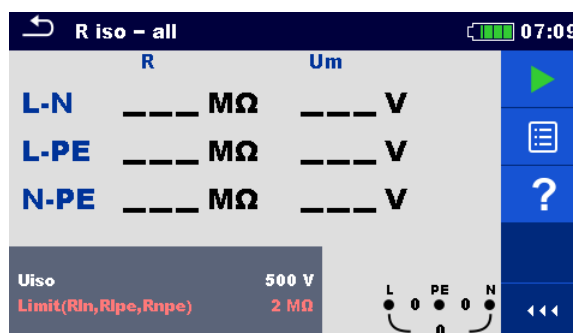 R iso – all 07:09
R Um
L-N ___ MΩ ___ V
L-PE ___ MΩ ___ V
N-PE ___ MΩ ___ V
?
Uiso 500 V
Limit(Rln,Rlpe,Rnpe) 2 MΩ
L PE N
0 0
0